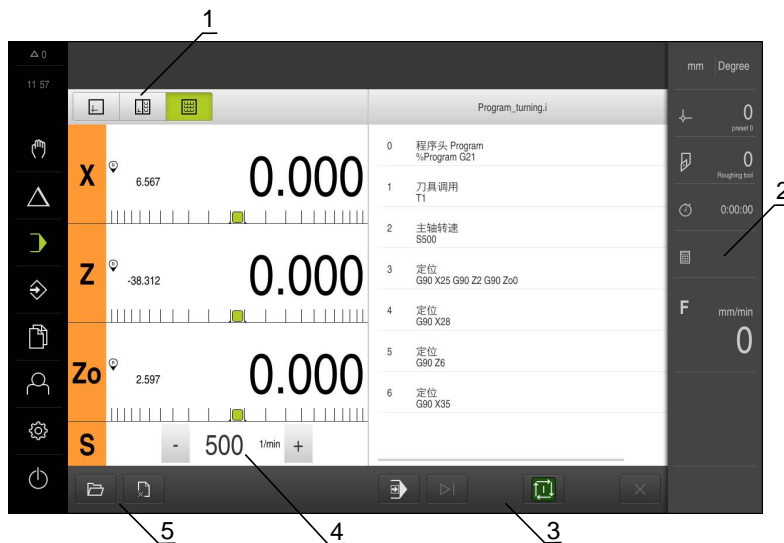 1
△ 0
11 57
mm Degree
Program_turning.i
X
R
6.567
0.000
Z
R
-38.312
0.000
Zo
R
2.597
0.000
S
- 500 1/min +
0 程序头 Program
%Program G21
1 刀具调用
T1
2 主轴转速
S500
3 定位
G90 X25 G90 Z2 G90 Zo0
4 定位
G90 X28
5 定位
G90 Z6
6 定位
G90 X35
0
preset 0
0
Roughing tool
0:00:00
2
F mm/min
0
5
4
3